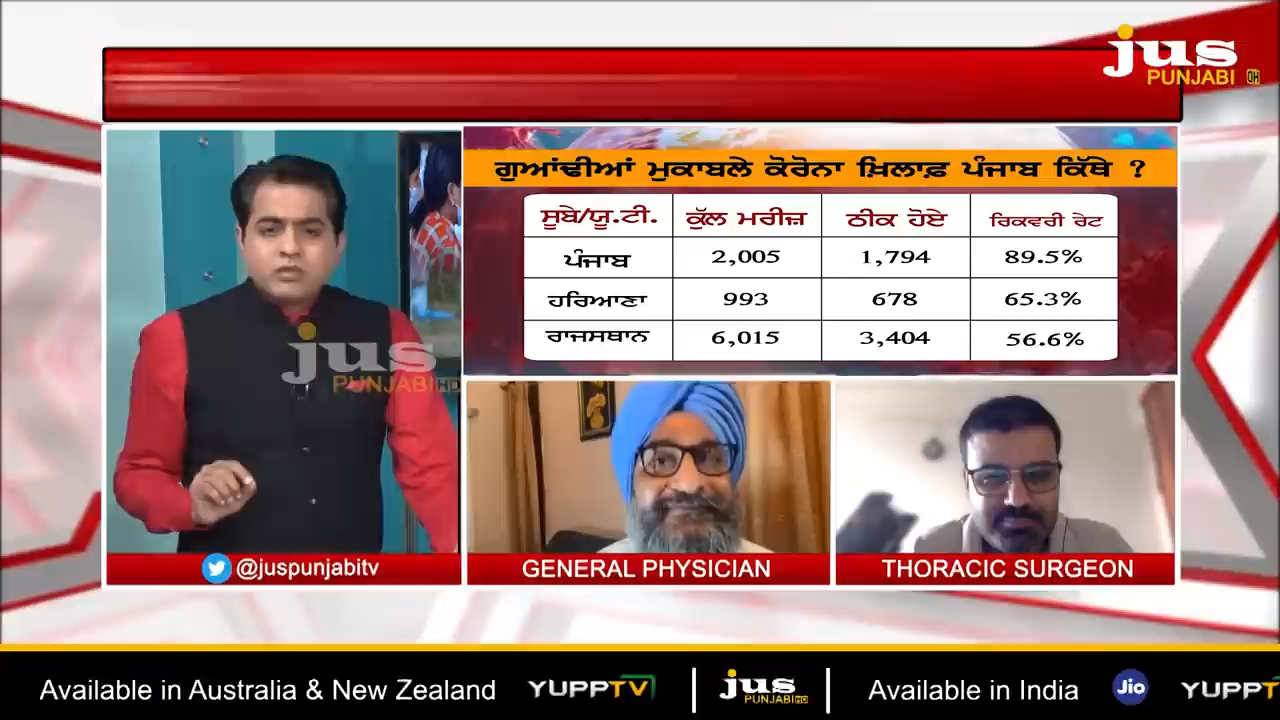 jus
PUNJABI HD
ਗੁਆਂਢੀਆਂ ਮੁਕਾਬਲੇ ਕੋਰੋਨਾ ਖ਼ਿਲਾਫ਼ ਪੰਜਾਬ ਕਿੱਥੇ ?
ਸੂਬੇ/ਯੂ.ਟੀ. ਕੁੱਲ ਮਰੀਜ਼ ਠੀਕ ਹੋਏ ਰਿਕਵਰੀ ਰੇਟ
ਪੰਜਾਬ 2,005 1,794 89.5%
ਹਰਿਆਣਾ 993 678 65.3%
ਰਾਜਸਥਾਨ 6,015 3,404 56.6%
jus
PUNJABI HD
@juspunjabitv
GENERAL PHYSICIAN
THORACIC SURGEON
Available in Australia & New Zealand YUPPTV jus PUNJABI HD Available in India Jio YUPPT